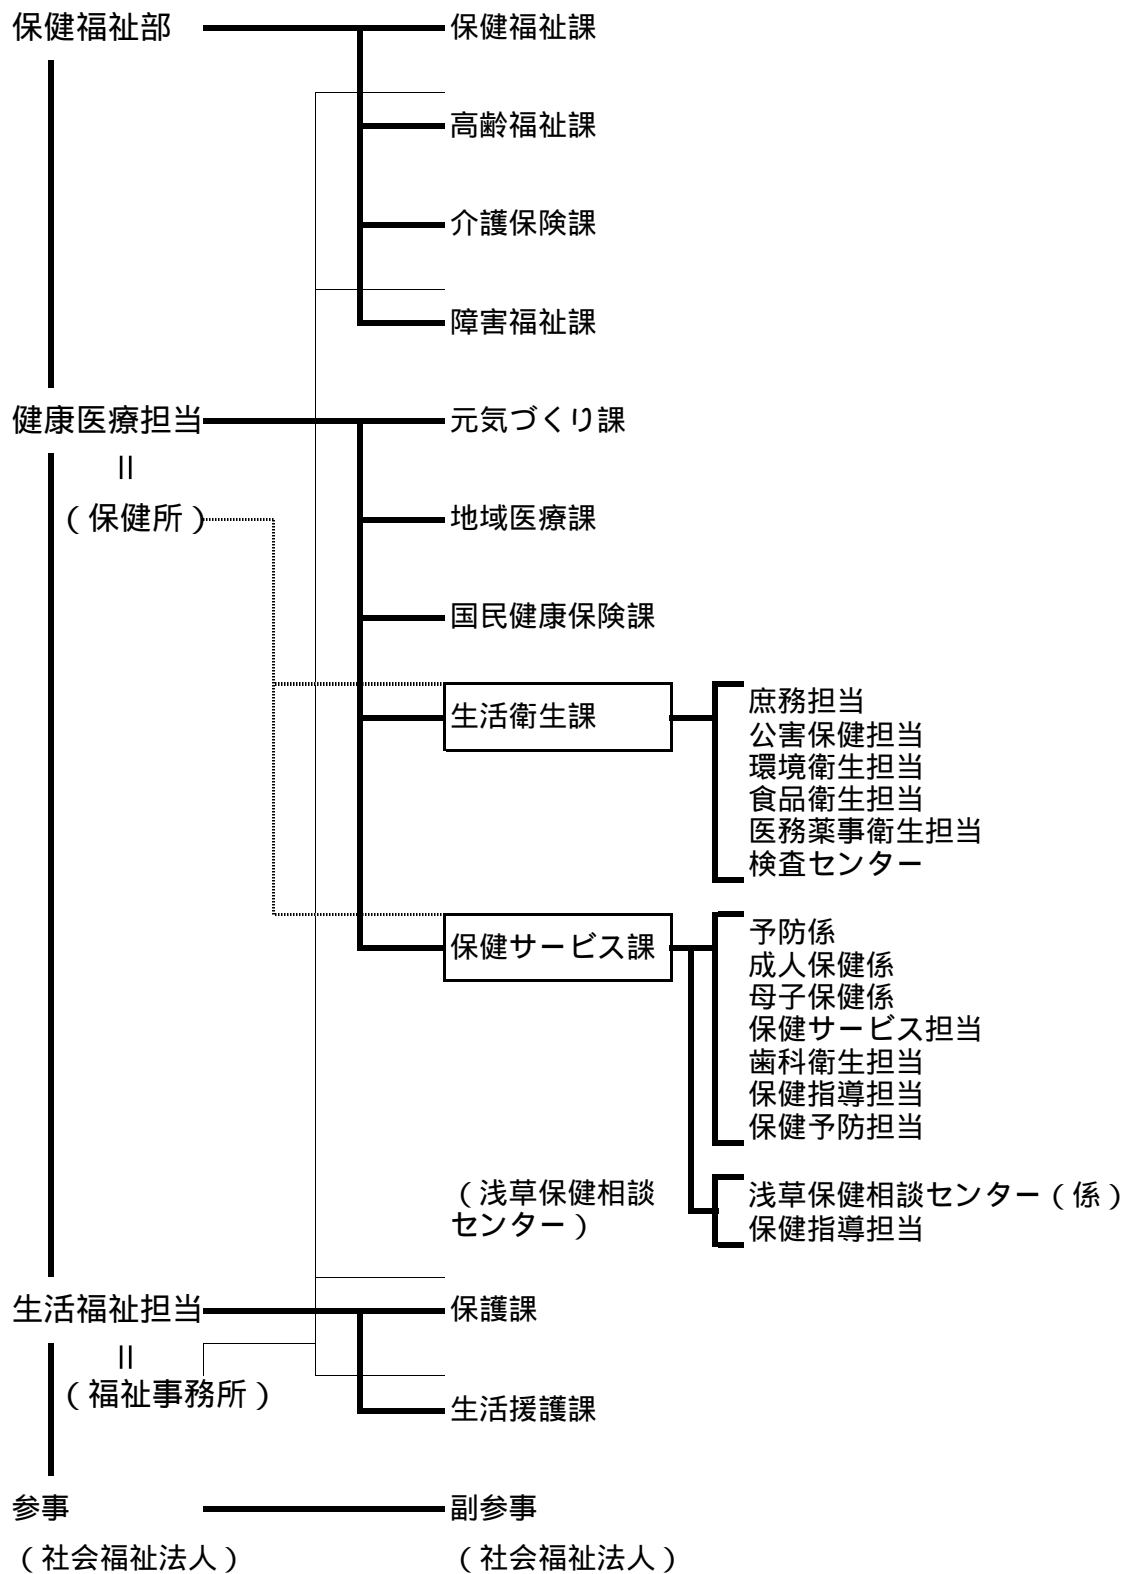 保健福祉部
保健福祉課
高齢福祉課
介護保険課
障害福祉課
健康医療担当
元気づくり課
||
（保健所）
地域医療課
国民健康保険課
生活衛生課
庶務担当
公害保健担当
環境衛生担当
食品衛生担当
医務薬事衛生担当
検査センター
保健サービス課
予防係
成人保健係
母子保健係
保健サービス担当
歯科衛生担当
保健指導担当
保健予防担当
（浅草保健相談
センター）
浅草保健相談センター（係）
保健指導担当
生活福祉担当
保護課
||
（福祉事務所）
生活援護課
参事
副参事
（社会福祉法人）
（社会福祉法人）